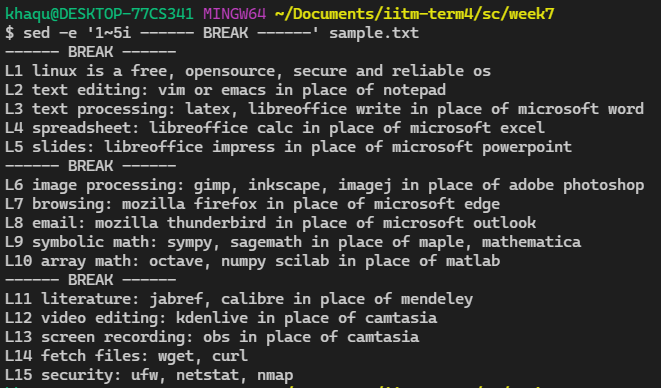 khaqu@DESKTOP-77CS341 MINGW64 ~/Documents/iitm-term4/sc/week7
$ sed -e '1~5i ------ BREAK ------' sample.txt
------ BREAK ------
L1 linux is a free, opensource, secure and reliable os
L2 text editing: vim or emacs in place of notepad
L3 text processing: latex, libreoffice write in place of microsoft word
L4 spreadsheet: libreoffice calc in place of microsoft excel
L5 slides: libreoffice impress in place of microsoft powerpoint
------ BREAK ------
L6 image processing: gimp, inkscape, imagej in place of adobe photoshop
L7 browsing: mozilla firefox in place of microsoft edge
L8 email: mozilla thunderbird in place of microsoft outlook
L9 symbolic math: sympy, sagemath in place of maple, mathematica
L10 array math: octave, numpy scilab in place of matlab
------ BREAK ------
L11 literature: jabref, calibre in place of mendeley
L12 video editing: kdenlive in place of camtasia
L13 screen recording: obs in place of camtasia
L14 fetch files: wget, curl
L15 security: ufw, netstat, nmap